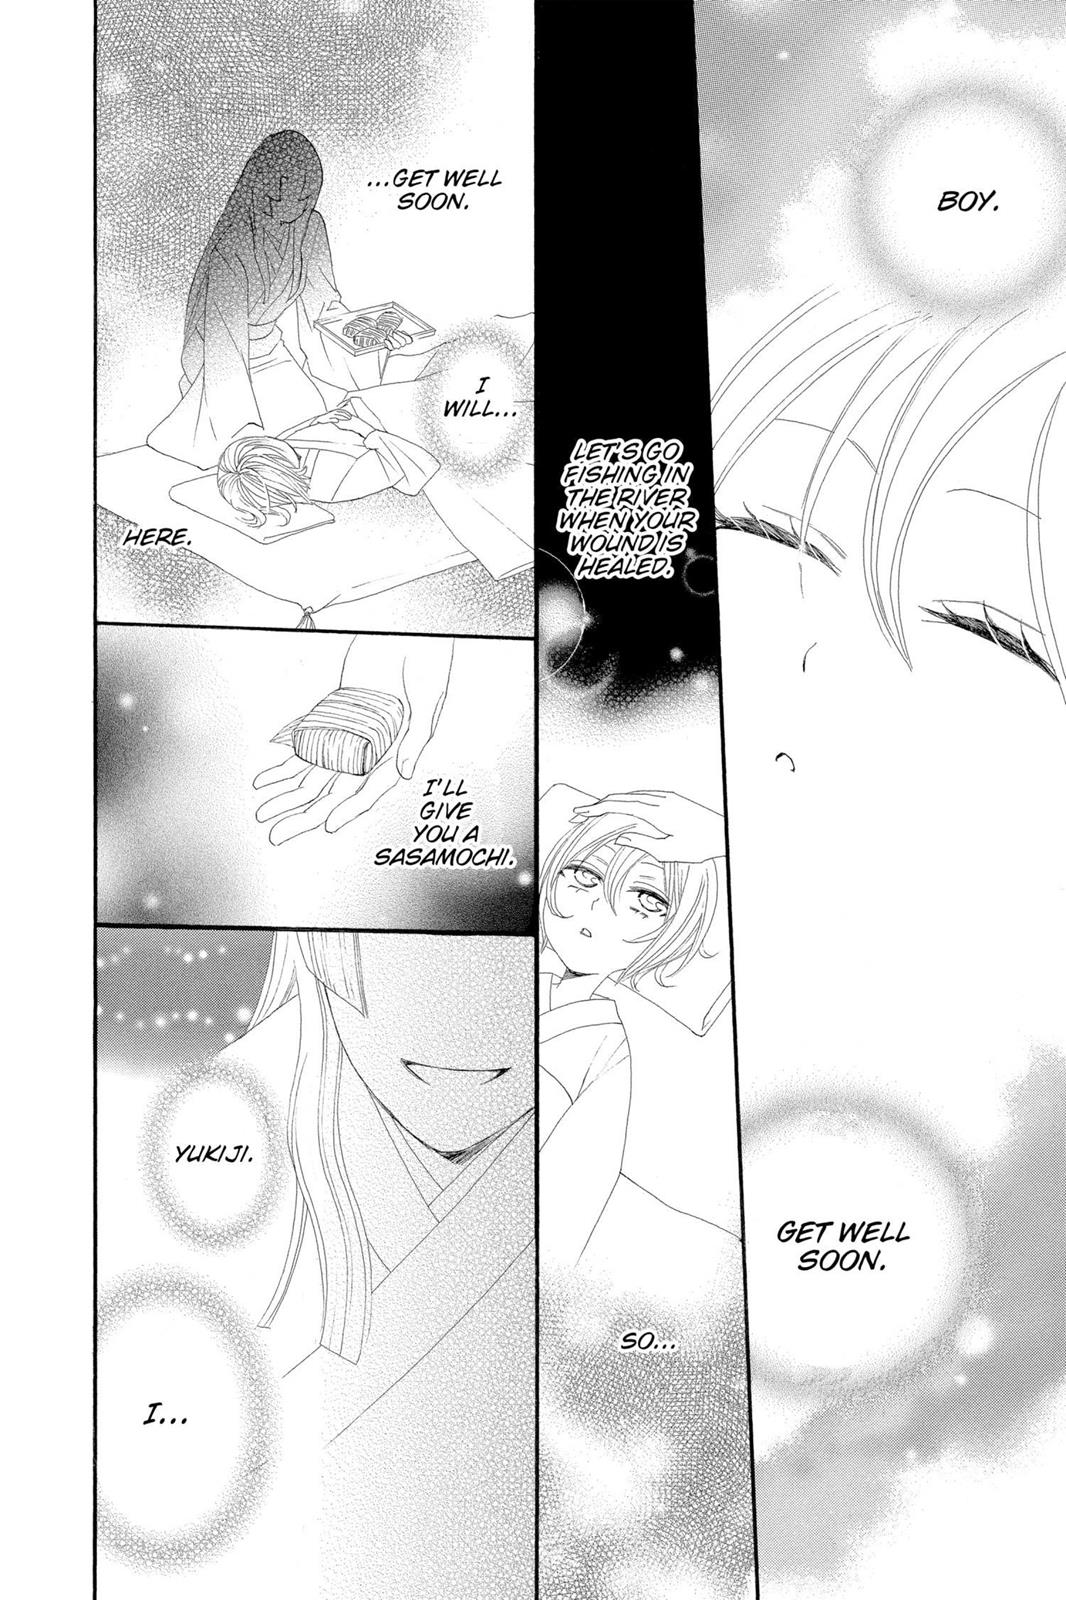 BOY.
GET WELL
SOON.
LET'S GO
FISHING IN
THE RIVER
WHEN YOUR
WOUND IS
HEALED.
SO...
...GET WELL
SOON.
I
WILL...
HERE.
I'LL
GIVE
YOU A
SASAMOCHI.
YUKIJI.
I...